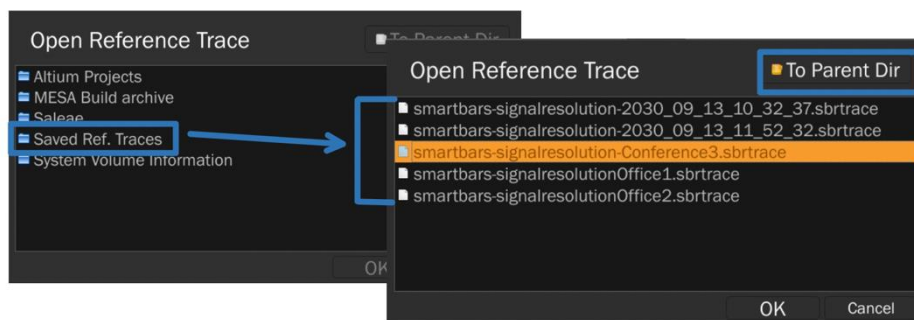 Open Reference Trace
To Parent Dir
Altium Projects
MESA Build archive
Saleae
Saved Ref. Traces
System Volume Information
OK
Open Reference Trace
To Parent Dir
smartbars-signalresolution-2030_09_13_10_32_37.sbrtrace
smartbars-signalresolution-2030_09_13_11_52_32.sbrtrace
smartbars-signalresolution-Conference3.sbrtrace
smartbars-signalresolutionOffice1.sbrtrace
smartbars-signalresolutionOffice2.sbrtrace
OK
Cancel